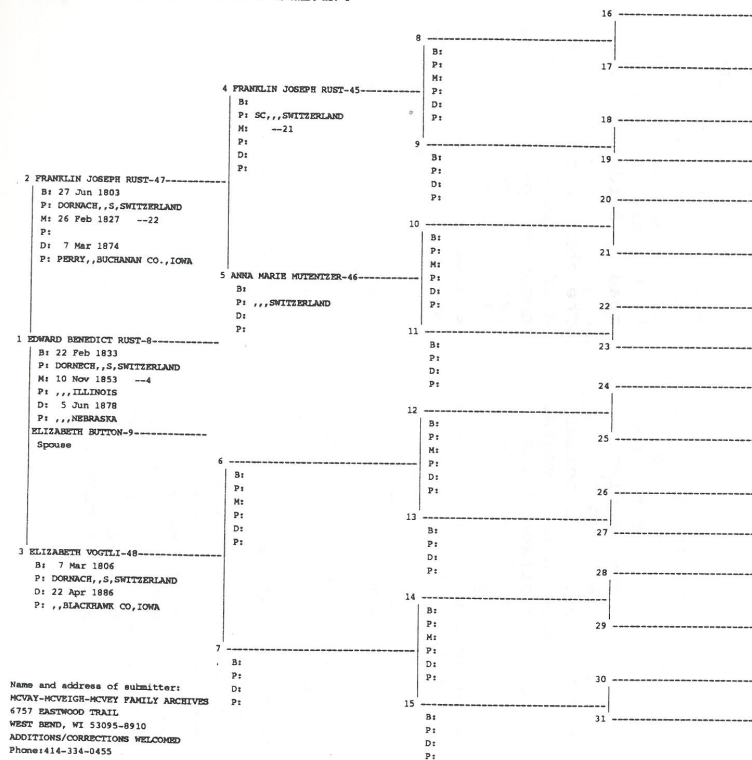 16
8
B:
P:
M:
P:
D:
P:
17
4 FRANKLIN JOSEPH RUST-45
B:
P: SC,,,SWITZERLAND
M: --21
P:
D:
P:
18
9
B:
P:
D:
P:
19
2 FRANKLIN JOSEPH RUST-47
B: 27 Jun 1803
P: DORNACH,,S,SWITZERLAND
M: 26 Feb 1827 --22
P:
D: 7 Mar 1874
P: PERRY,,BUCHANAN CO.,IOWA
20
10
B:
P:
M:
P:
D:
P:
21
5 ANNA MARIE MUTENTZER-46
B:
P: ,,,SWITZERLAND
D:
P:
22
11
B:
P:
D:
P:
23
1 EDWARD BENEDICT RUST-8
B: 22 Feb 1833
P: DORNECH,,S,SWITZERLAND
M: 10 Nov 1853 --4
P: ,,,ILLINOIS
D: 5 Jun 1878
P: ,,,NEBRASKA
ELIZABETH BUTTON-9
Spouse
24
12
B:
P:
M:
P:
D:
P:
25
6
B:
P:
M:
P:
D:
P:
26
13
B:
P:
D:
P:
27
3 ELIZABETH VOGTLI-48
B: 7 Mar 1806
P: DORNACH,,S,SWITZERLAND
D: 22 Apr 1886
P: ,,BLACKHAWK CO,IOWA
28
14
B:
P:
M:
P:
D:
P:
29
7
B:
P:
D:
P:
30
15
B:
P:
D:
P:
31
Name and address of submitter:
MCVAY-MCVEIGH-MCVEY FAMILY ARCHIVES
6757 EASTWOOD TRAIL
WEST BEND, WI 53095-8910
ADDITIONS/CORRECTIONS WELCOMED
Phone:414-334-0455